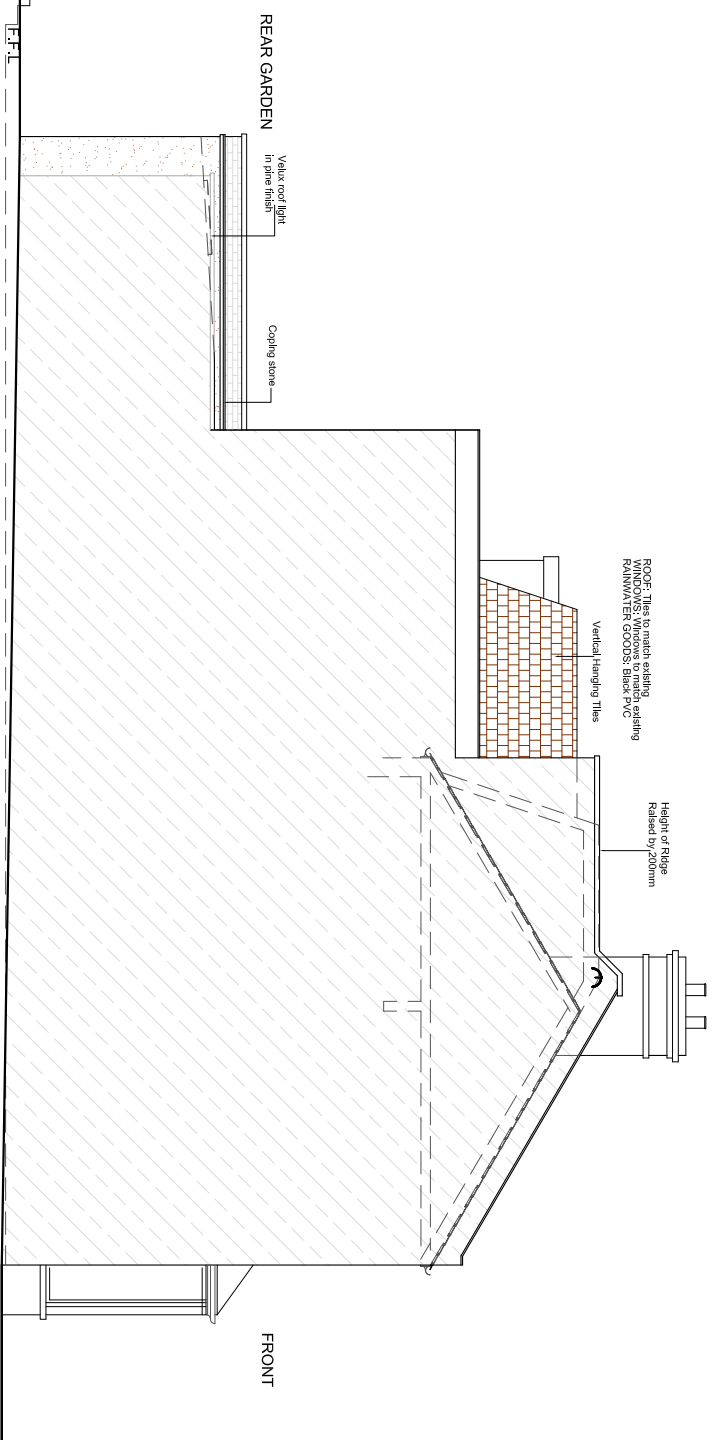 REAR GARDEN
F.F.L
Velux roof light
in pine finish
Coping stone
ROOF: Tiles to match existing
WINDOWS: Windows to match existing
RAINWATER GOODS: Black PVC
Vertical Hanging Tiles
Height of Ridge
Raised by 200mm
FRONT